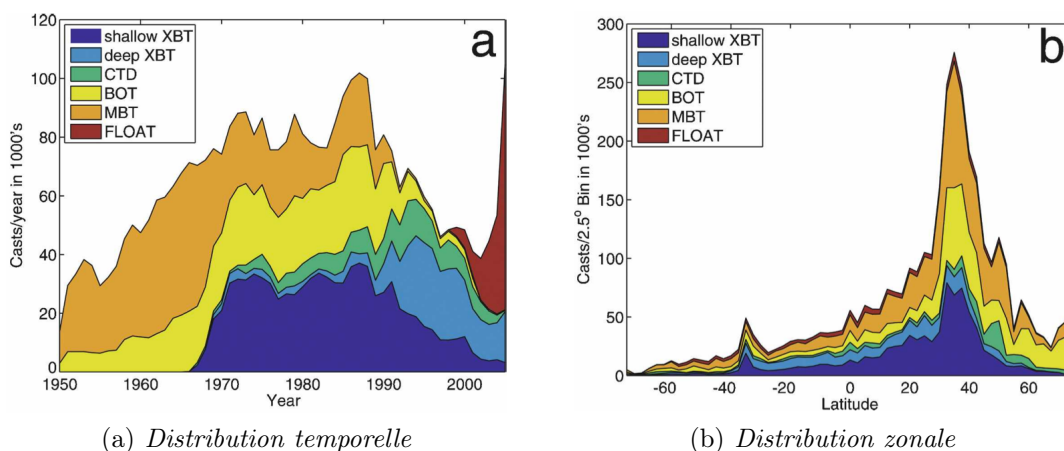 a
shallow XBT
deep XBT
CTD
BOT
MBT
FLOAT
Casts/year in 1000's
120
100
80
60
40
20
0
1950 1960 1970 1980 1990 2000
Year
(a) Distribution temporelle
b
shallow XBT
deep XBT
CTD
BOT
MBT
FLOAT
Casts/2.5° Bin in 1000's
300
250
200
150
100
50
0
-60 -40 -20 0 20 40 60
Latitude
(b) Distribution zonale